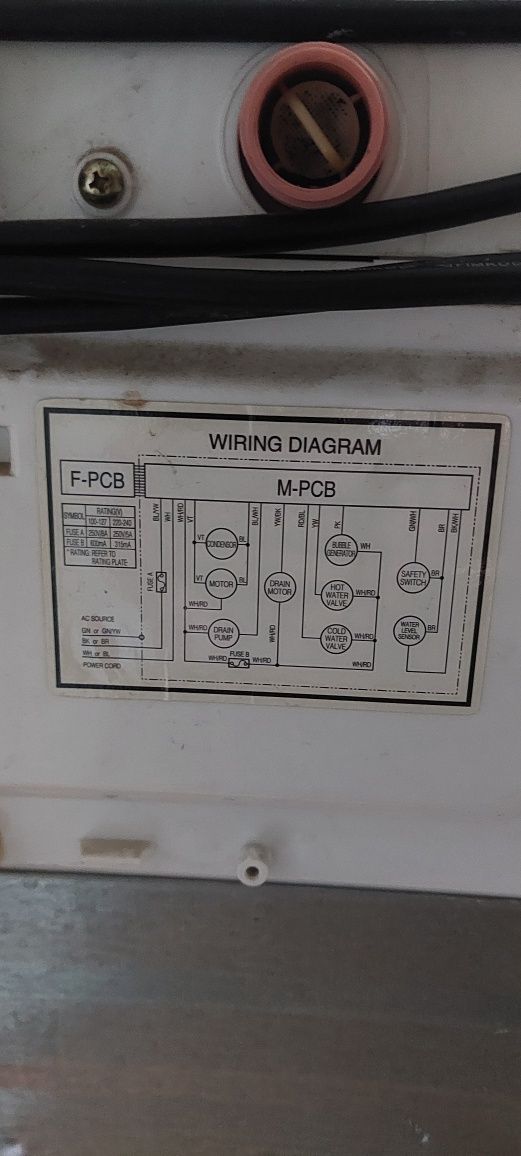 WIRING DIAGRAM
F-PCB
M-PCB
SYMBOL RATING(V)
100-127 220-240
FUSE A 250V/8A 250V/5A
FUSE B 600mA 315mA
* RATING: REFER TO
RATING PLATE
BL/YW
WH
WH/RD
VT
BL/WH
YW/BK
RD/BL
YW
PK
GN/WH
BR
BK/WH
VT
CONDENSOR
BL
BUBBLE
GENERATOR
WH
FUSE A
VT
MOTOR
BL
DRAIN
MOTOR
HOT
WATER
VALVE
WH/RD
SAFETY
SWITCH
BR
WH/RD
AC SOURCE
GN or GN/YW
BK or BR
WH or BL
POWER CORD
WH/RD
DRAIN
PUMP
COLD
WATER
VALVE
WH/RD
WATER
LEVEL
SENSOR
BR
FUSE B
WH/RD
WH/RD
WH/RD
WH/RD